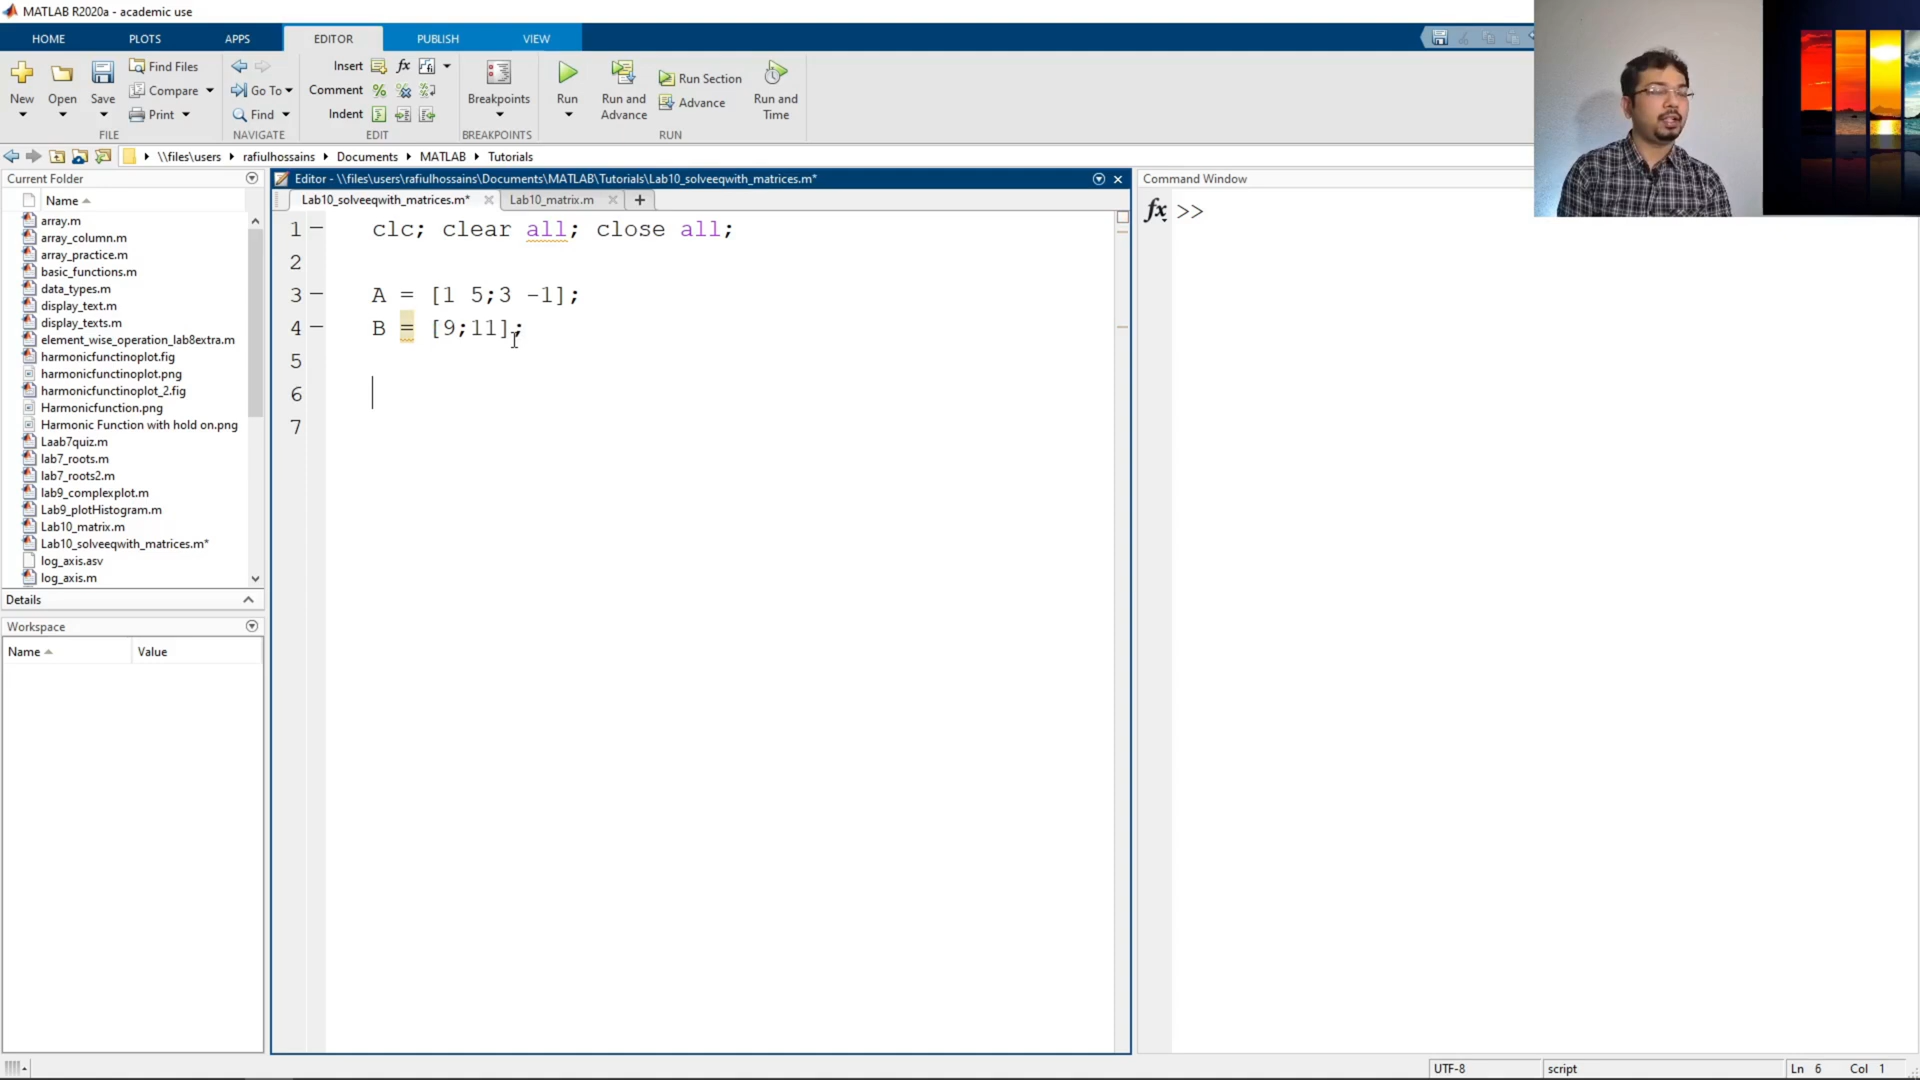 MATLAB R2020a - academic use
HOME PLOTS APPS EDITOR PUBLISH VIEW
New Open Save Find Files Compare Print Go To Find Insert fx Comment Indent Breakpoints Run Run and Advance Run Section Advance Run and Time
FILE NAVIGATE EDIT BREAKPOINTS RUN
\\files\users rafiulhossains Documents MATLAB Tutorials
Current Folder
Name
array.m
array_column.m
array_practice.m
basic_functions.m
data_types.m
display_text.m
display_texts.m
element_wise_operation_lab8extra.m
harmonicfunctinoplot.fig
harmonicfunctinoplot.png
harmonicfunctinoplot_2.fig
Harmonicfunction.png
Harmonic Function with hold on.png
Laab7quiz.m
lab7_roots.m
lab7_roots2.m
lab9_complexplot.m
Lab9_plotHistogram.m
Lab10_matrix.m
Lab10_solveeqwith_matrices.m*
log_axis.asv
log_axis.m
Details
Workspace
Name Value
Editor - \\files\users\rafiulhossains\Documents\MATLAB\Tutorials\Lab10_solveeqwith_matrices.m*
Lab10_solveeqwith_matrices.m* Lab10_matrix.m
1 clc; clear all; close all;
2
3 A = [1 5;3 -1];
4 B = [9;11];
5
6
7
Command Window
fx >>
UTF-8 script Ln 6 Col 1